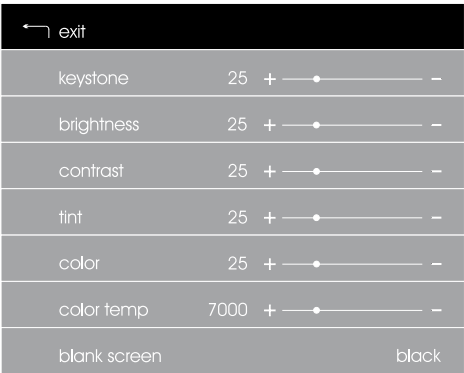 exit
keystone 25 + −
brightness 25 + −
contrast 25 + −
tint 25 + −
color 25 + −
color temp 7000 + −
blank screen black